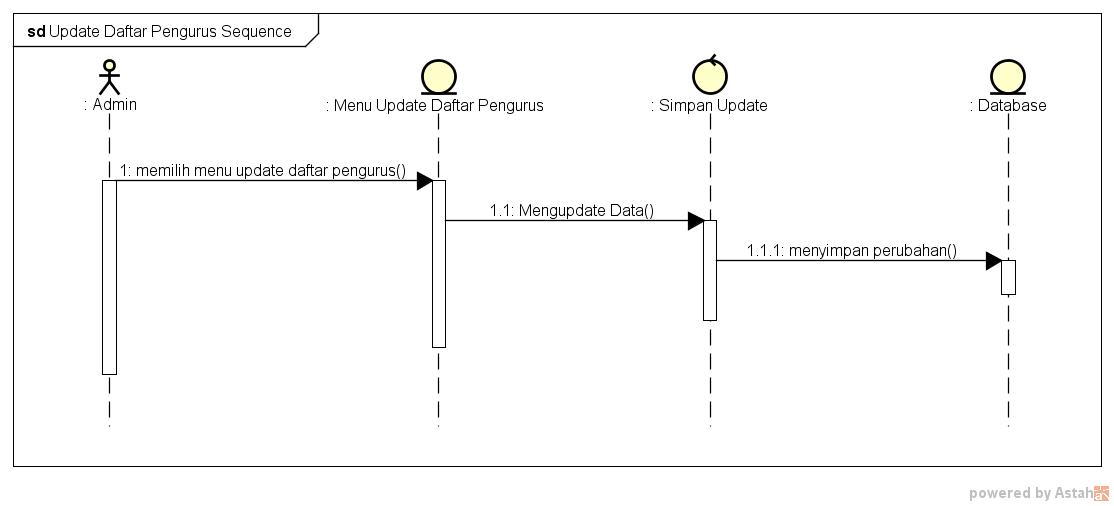 sd Update Daftar Pengurus Sequence
: Admin
: Menu Update Daftar Pengurus
: Simpan Update
: Database
1: memilih menu update daftar pengurus()
1.1: Mengupdate Data()
1.1.1: menyimpan perubahan()
powered by Astah